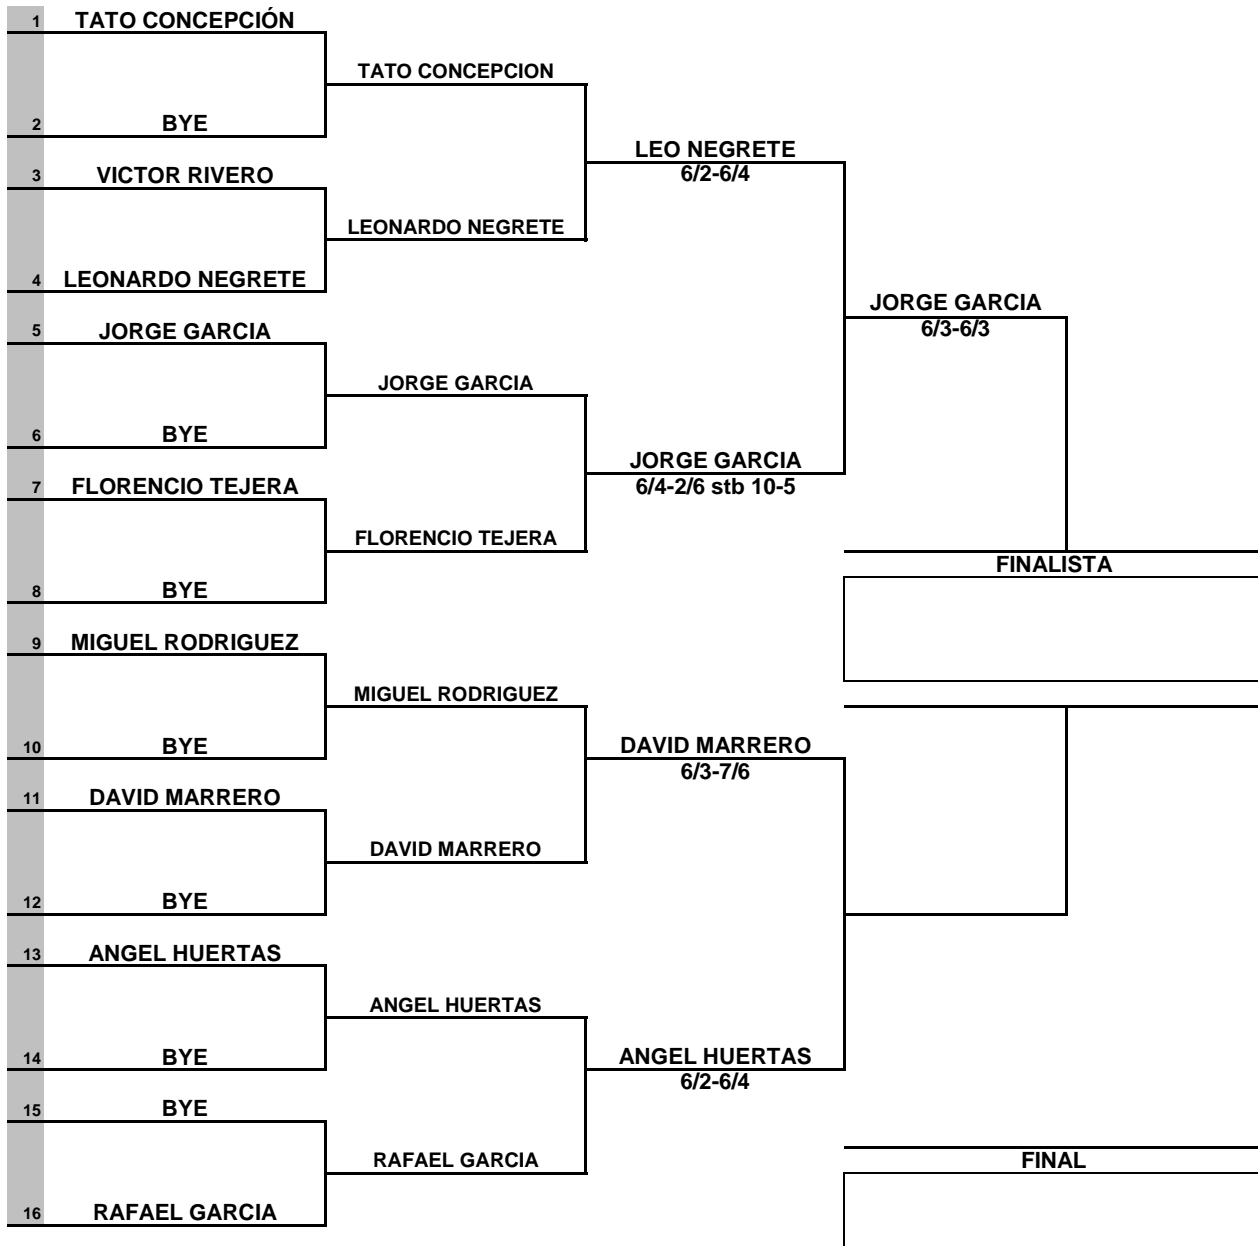 1 TATO CONCEPCIÓN
TATO CONCEPCION
2 BYE
LEO NEGRETE
6/2-6/4
3 VICTOR RIVERO
LEONARDO NEGRETE
4 LEONARDO NEGRETE
JORGE GARCIA
6/3-6/3
5 JORGE GARCIA
JORGE GARCIA
6 BYE
JORGE GARCIA
6/4-2/6 stb 10-5
7 FLORENCIO TEJERA
FLORENCIO TEJERA
FINALISTA
8 BYE
9 MIGUEL RODRIGUEZ
MIGUEL RODRIGUEZ
10 BYE
DAVID MARRERO
6/3-7/6
11 DAVID MARRERO
DAVID MARRERO
12 BYE
13 ANGEL HUERTAS
ANGEL HUERTAS
14 BYE
ANGEL HUERTAS
6/2-6/4
15 BYE
RAFAEL GARCIA
FINAL
16 RAFAEL GARCIA